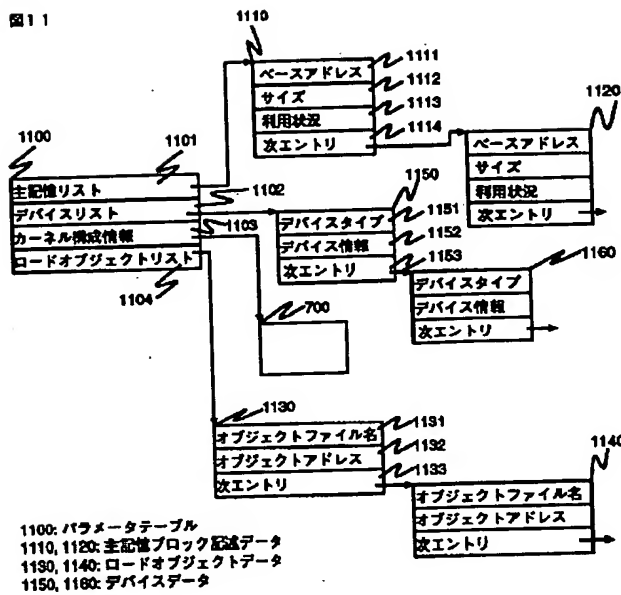 図11
1110
1111
ベースアドレス
1112
サイズ
1113
利用状況
1114
次エントリ
1120
ベースアドレス
サイズ
利用状況
次エントリ
1100
1101
主記憶リスト
1102
デバイスリスト
1103
カーネル構成情報
ロードオブジェクトリスト
1104
1150
デバイスタイプ
1151
デバイス情報
1152
次エントリ
1153
1160
デバイスタイプ
デバイス情報
次エントリ
700
1130
1131
オブジェクトファイル名
1132
オブジェクトアドレス
1133
次エントリ
1140
オブジェクトファイル名
オブジェクトアドレス
次エントリ
1100: パラメータテーブル
1110, 1120: 主記憶ブロック記述データ
1130, 1140: ロードオブジェクトデータ
1150, 1160: デバイスデータ